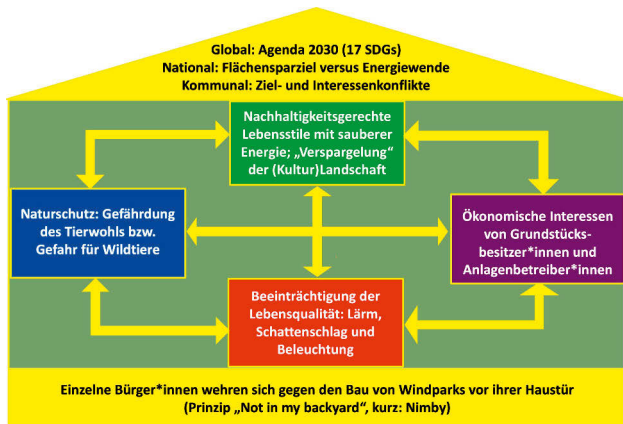 Global: Agenda 2030 (17 SDGs)
National: Flächensparziel versus Energiewende
Kommunal: Ziel- und Interessenkonflikte
Nachhaltigkeitsgerechte
Lebensstile mit sauberer
Energie; „Verspargelung“
der (Kultur)Landschaft
Naturschutz: Gefährdung
des Tierwohls bzw.
Gefahr für Wildtiere
Ökonomische Interessen
von Grundstücks-
besitzer*innen und
Anlagenbetreiber*innen
Beeinträchtigung der
Lebensqualität: Lärm,
Schattenschlag und
Beleuchtung
Einzelne Bürger*innen wehren sich gegen den Bau von Windparks vor ihrer Haustür
(Prinzip „Not in my backyard“, kurz: Nimby)